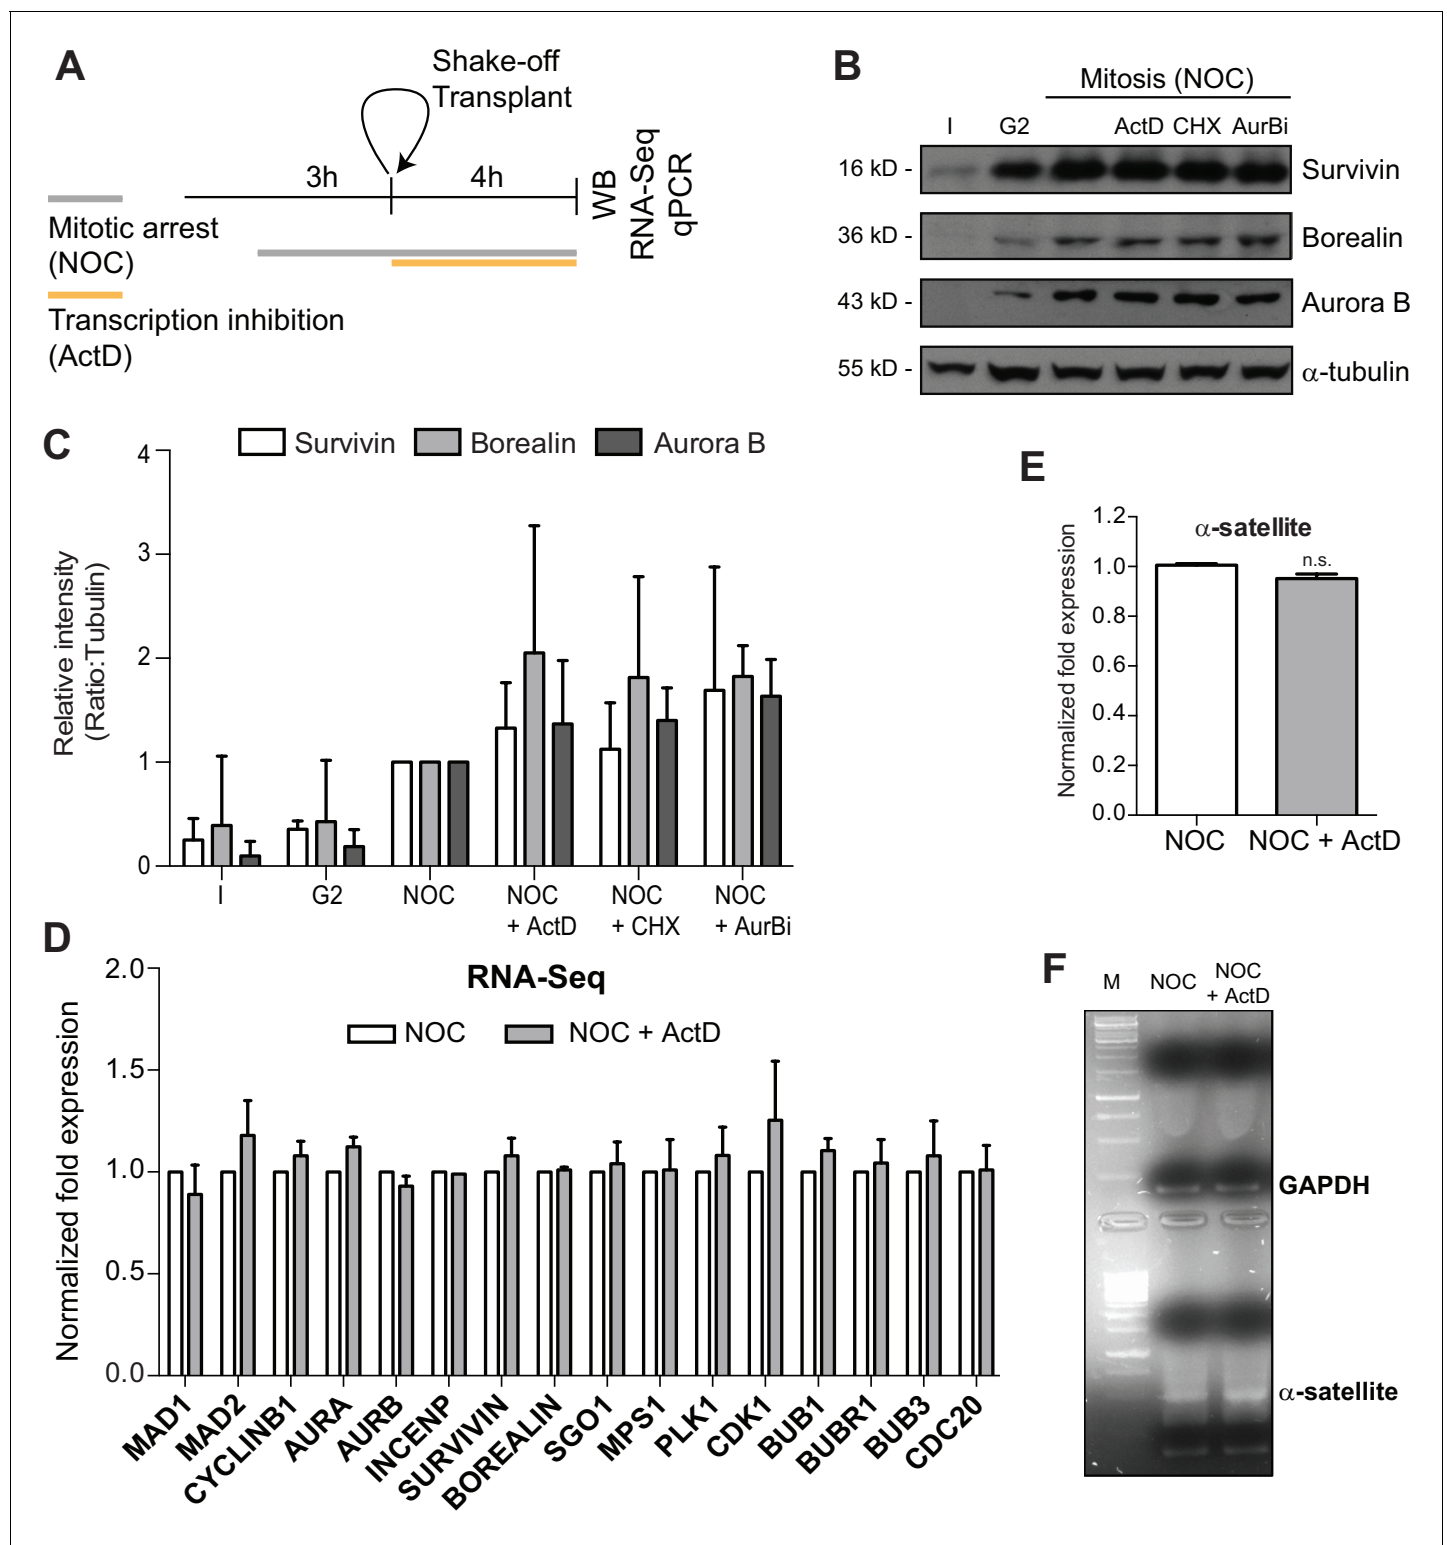 A
Shake-off
Transplant
3h
4h
WB
RNA-Seq
qPCR
Mitotic arrest
(NOC)
Transcription inhibition
(ActD)
B
Mitosis (NOC)
I G2 ActD CHX AurBi
16 kD - Survivin
36 kD - Borealin
43 kD - Aurora B
55 kD - α-tubulin
C
Survivin Borealin Aurora B
Relative intensity
(Ratio:Tubulin)
4
3
2
1
0
I G2 NOC NOC + ActD NOC + CHX NOC + AurBi
D
RNA-Seq
NOC NOC + ActD
Normalized fold expression
2.0
1.5
1.0
0.5
0.0
MAD1
MAD2
CYCLINB1
AURA
AURB
INCENP
SURVIVIN
BOREALIN
SGO1
MPS1
PLK1
CDK1
BUB1
BUBR1
BUB3
CDC20
E
α-satellite
n.s.
Normalized fold expression
1.2
1.0
0.8
0.6
0.4
0.2
0.0
NOC NOC + ActD
F
M NOC NOC + ActD
GAPDH
α-satellite